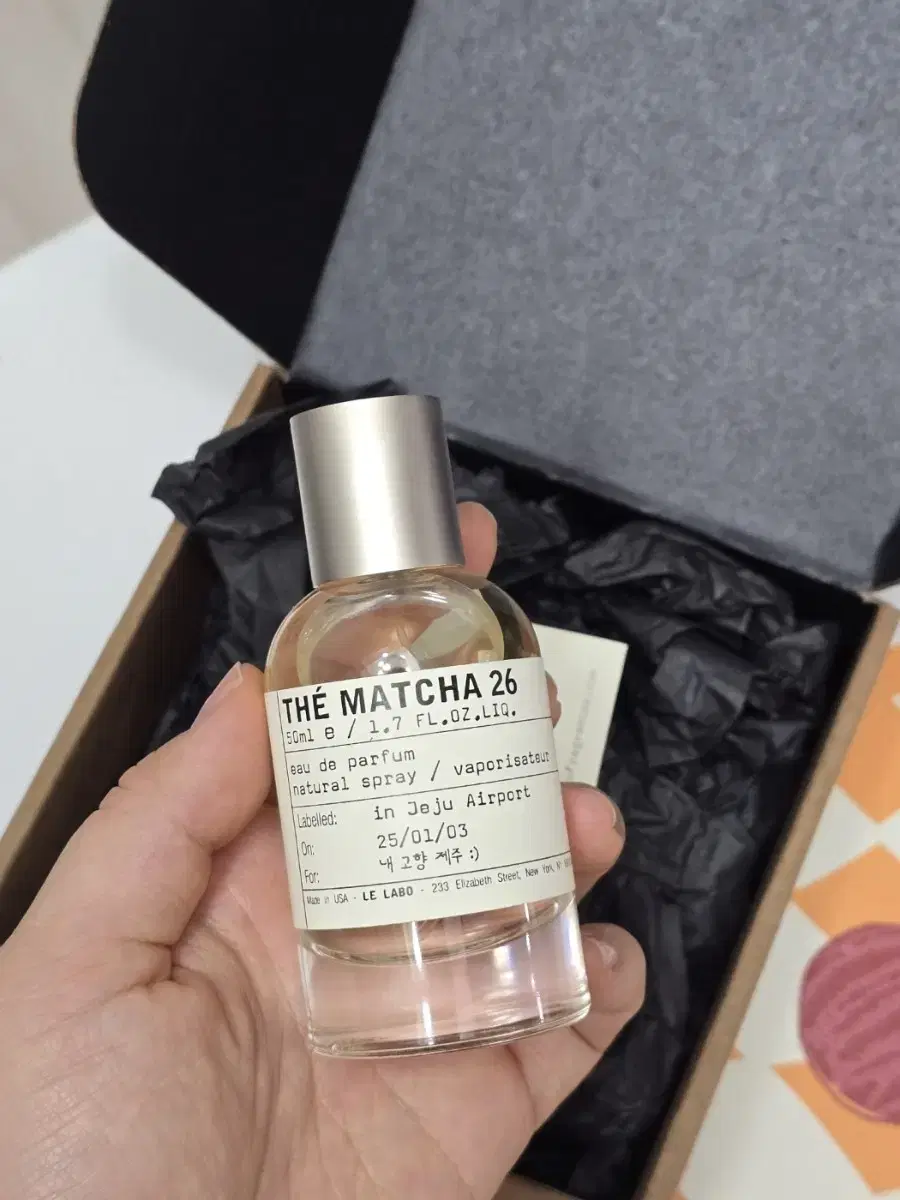 THÉ MATCHA 26
50ml e / 1.7 FL.OZ.LIQ.
eau de parfum
natural spray / vaporisateur
Labelled: in Jeju Airport
On: 25/01/03
For: 내 고향 제주 :)
Made in USA - LE LABO - 233 Elizabeth Street, New York, NY